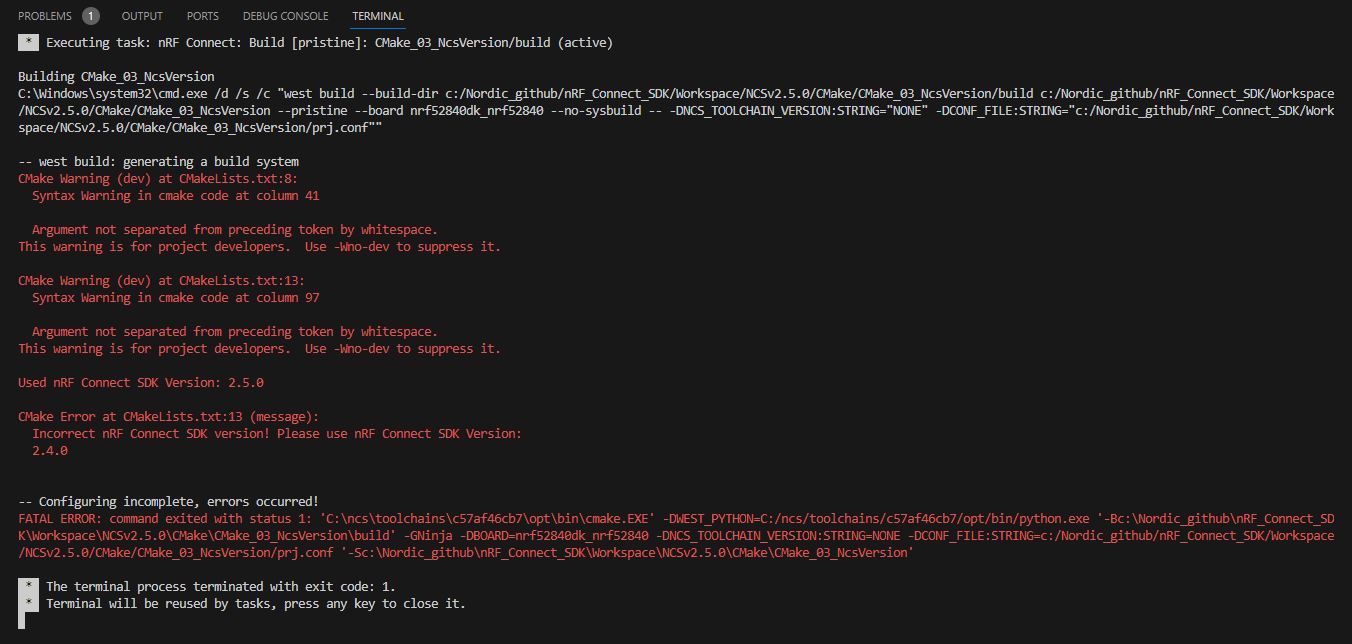 PROBLEMS 1 OUTPUT PORTS DEBUG CONSOLE TERMINAL
* Executing task: nRF Connect: Build [pristine]: CMake_03_NcsVersion/build (active)
Building CMake_03_NcsVersion
C:\Windows\system32\cmd.exe /d /s /c "west build --build-dir c:/Nordic_github/nRF_Connect_SDK/Workspace/NCSv2.5.0/CMake/CMake_03_NcsVersion/build c:/Nordic_github/nRF_Connect_SDK/Workspace
/NCSv2.5.0/CMake/CMake_03_NcsVersion --pristine --board nrf52840dk_nrf52840 --no-sysbuild -- -DNCS_TOOLCHAIN_VERSION:STRING="NONE" -DCONF_FILE:STRING="c:/Nordic_github/nRF_Connect_SDK/Work
space/NCSv2.5.0/CMake/CMake_03_NcsVersion/prj.conf""
-- west build: generating a build system
CMake Warning (dev) at CMakeLists.txt:8:
Syntax Warning in cmake code at column 41
Argument not separated from preceding token by whitespace.
This warning is for project developers.  Use -Wno-dev to suppress it.
CMake Warning (dev) at CMakeLists.txt:13:
Syntax Warning in cmake code at column 97
Argument not separated from preceding token by whitespace.
This warning is for project developers.  Use -Wno-dev to suppress it.
Used nRF Connect SDK Version: 2.5.0
CMake Error at CMakeLists.txt:13 (message):
Incorrect nRF Connect SDK version! Please use nRF Connect SDK Version:
2.4.0
-- Configuring incomplete, errors occurred!
FATAL ERROR: command exited with status 1: 'C:\ncs\toolchains\c57af46cb7\opt\bin\cmake.EXE' -DWEST_PYTHON=C:/ncs/toolchains/c57af46cb7/opt/bin/python.exe '-Bc:\Nordic_github\nRF_Connect_SD
K\Workspace\NCSv2.5.0\CMake\CMake_03_NcsVersion\build' -GNinja -DBOARD=nrf52840dk_nrf52840 -DNCS_TOOLCHAIN_VERSION:STRING=NONE -DCONF_FILE:STRING=c:/Nordic_github/nRF_Connect_SDK/Workspace
/NCSv2.5.0/CMake/CMake_03_NcsVersion/prj.conf '-Sc:\Nordic_github\nRF_Connect_SDK\Workspace\NCSv2.5.0\CMake\CMake_03_NcsVersion'
* The terminal process terminated with exit code: 1.
* Terminal will be reused by tasks, press any key to close it.